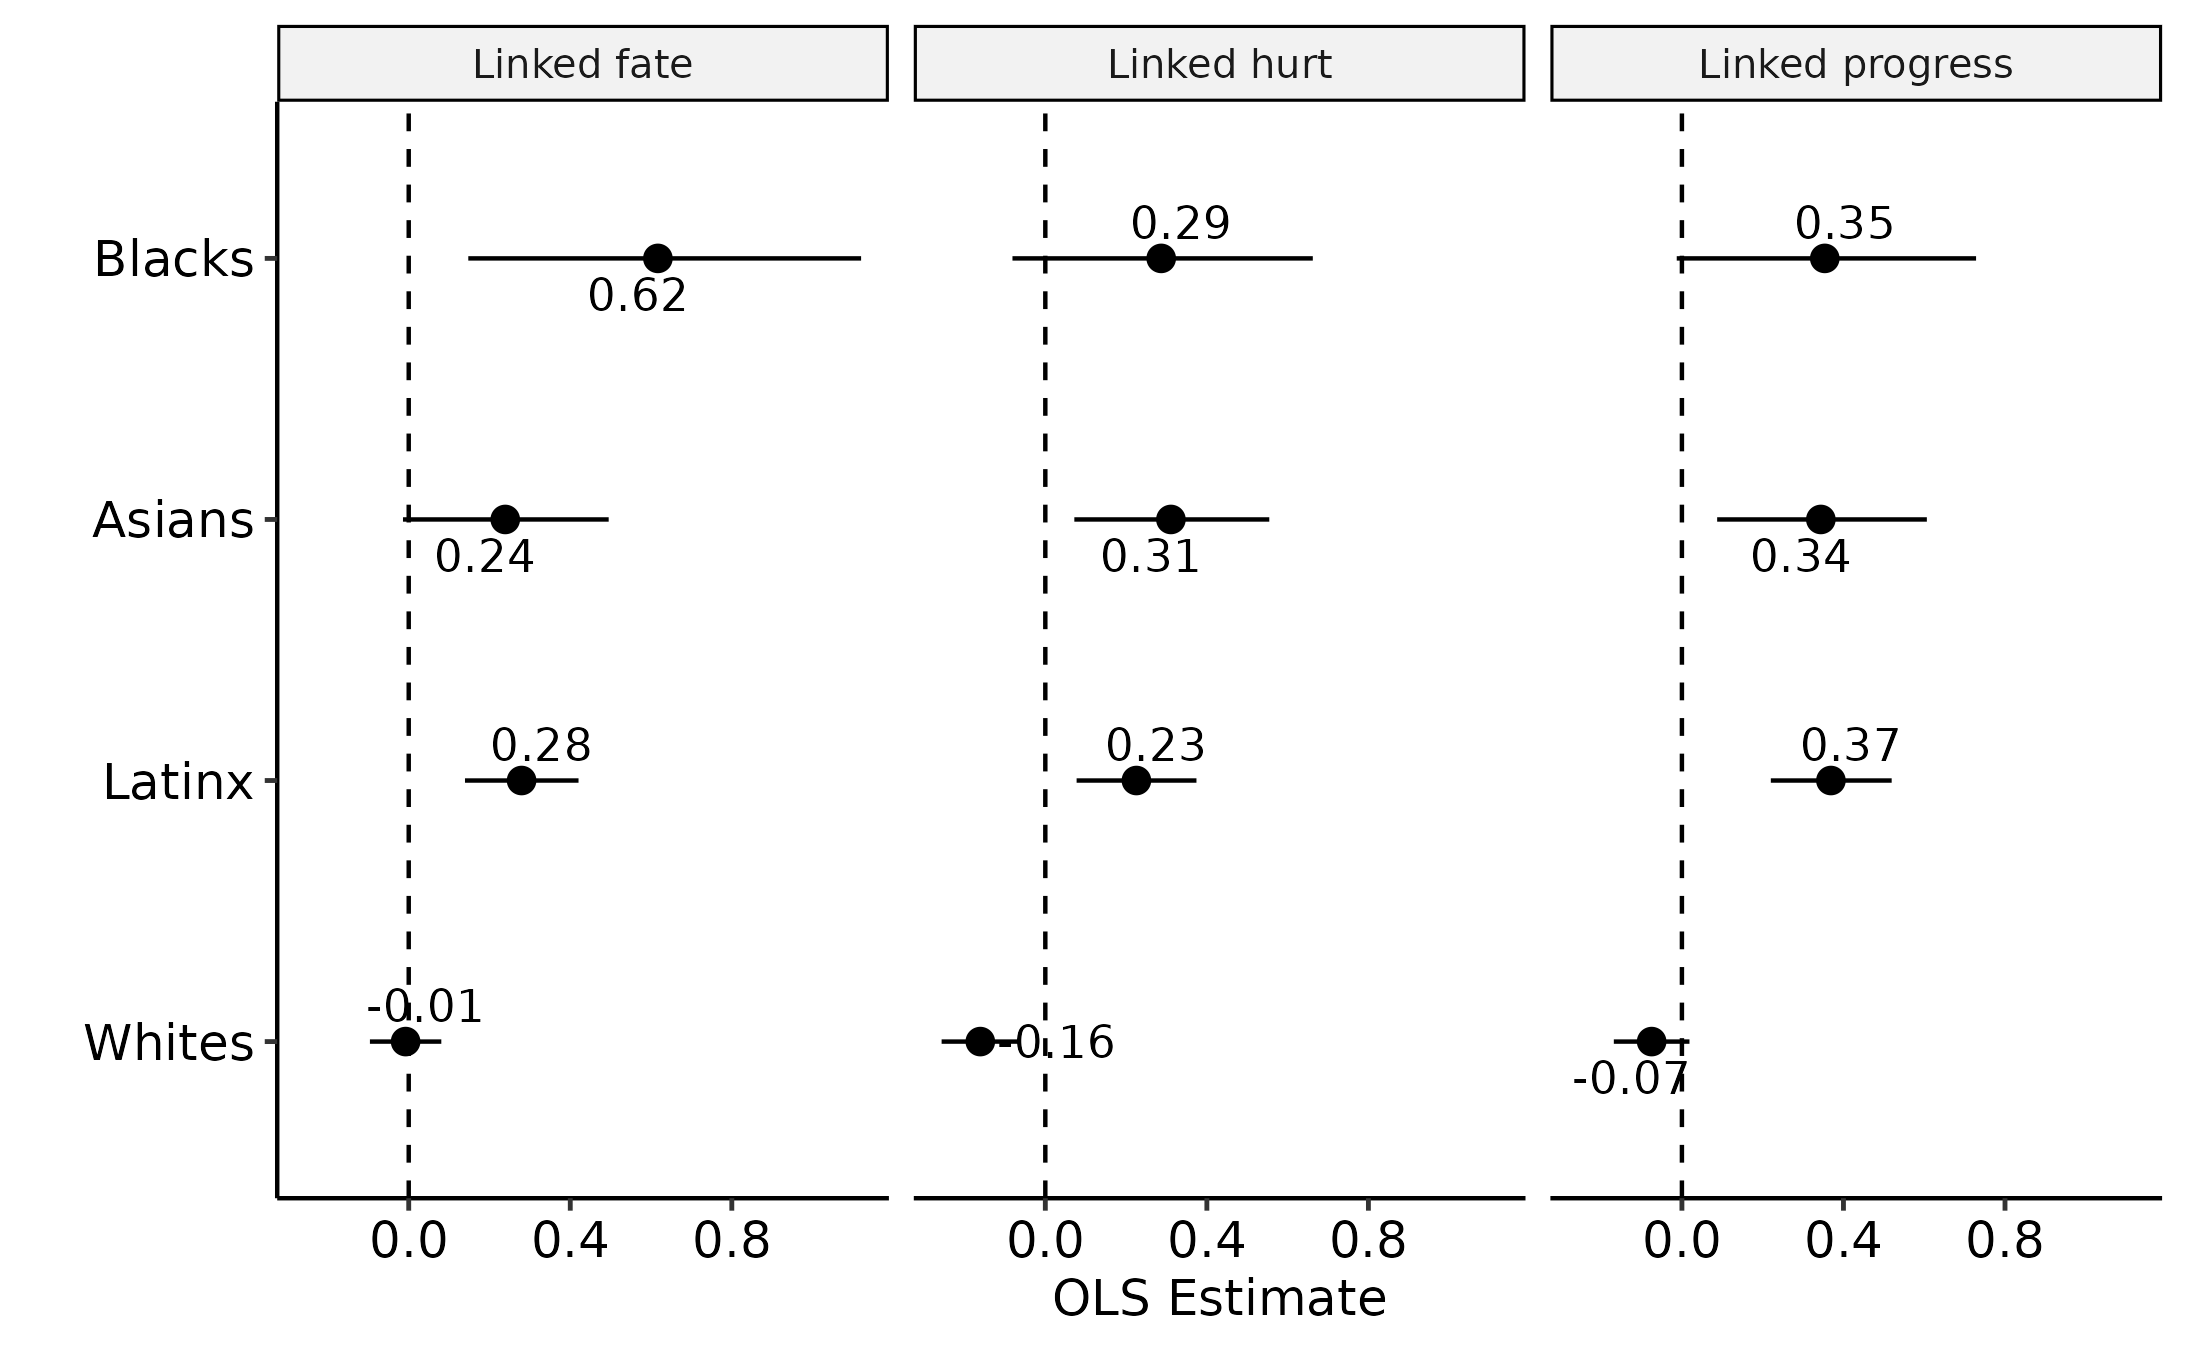 Linked fate Linked hurt Linked progress
Blacks 0.62 0.29 0.35
Asians 0.24 0.31 0.34
Latinx 0.28 0.23 0.37
Whites -0.01 -0.16 -0.07
0.0 0.4 0.8 0.0 0.4 0.8 0.0 0.4 0.8
OLS Estimate